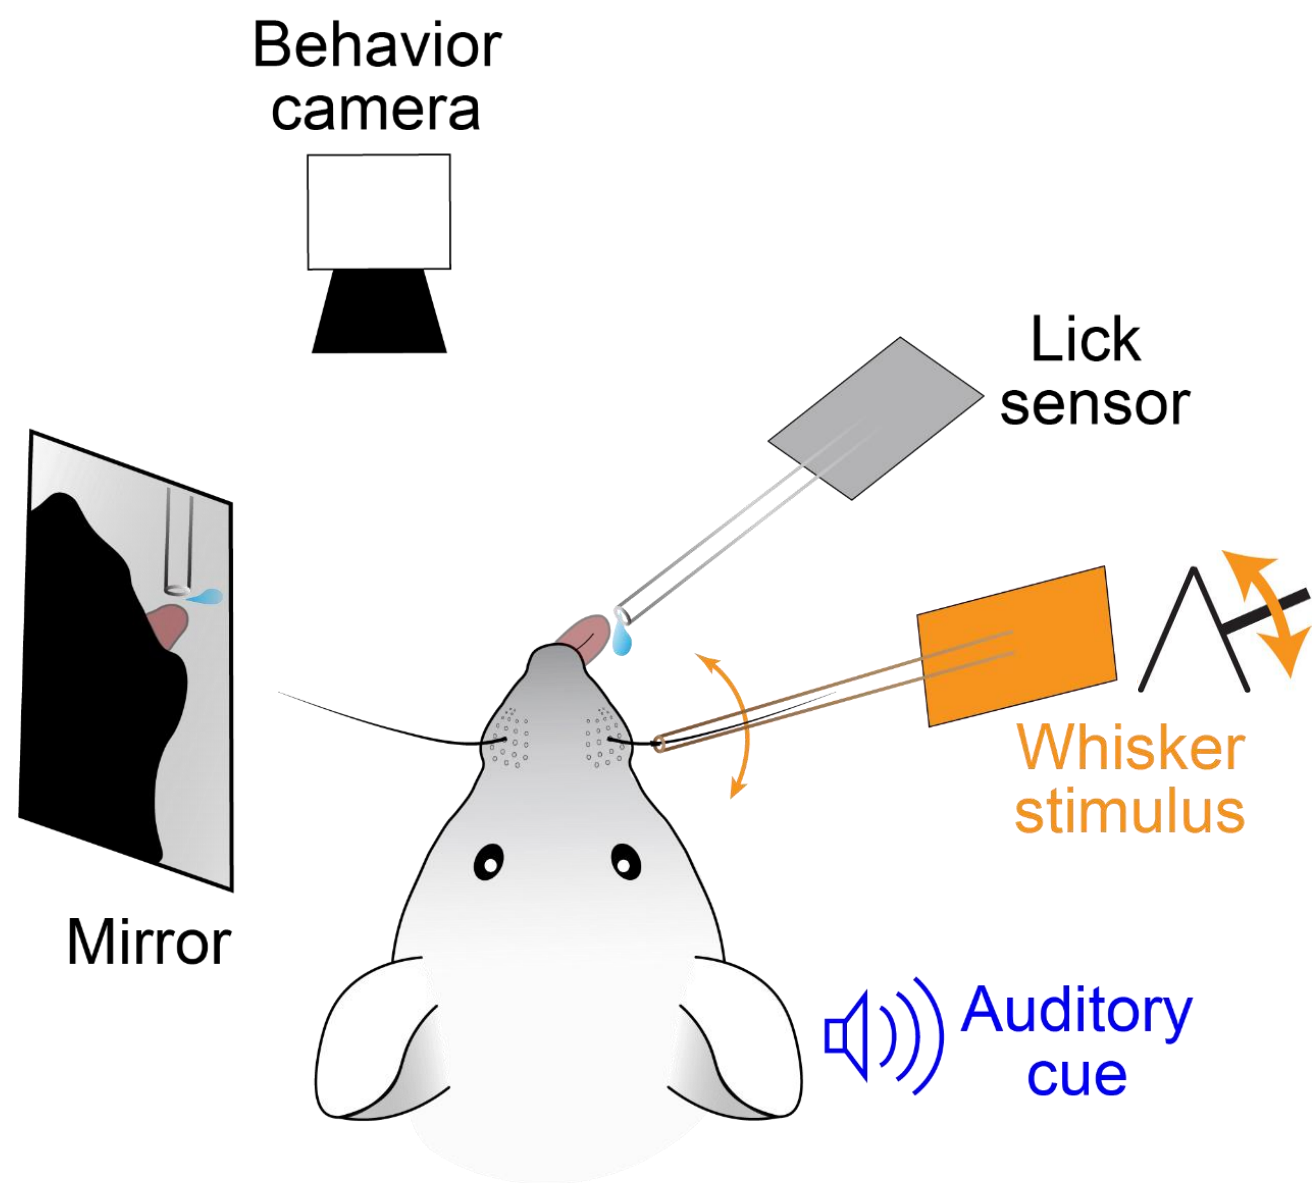 Behavior
camera
Lick
sensor
Whisker
stimulus
Mirror
Auditory
cue